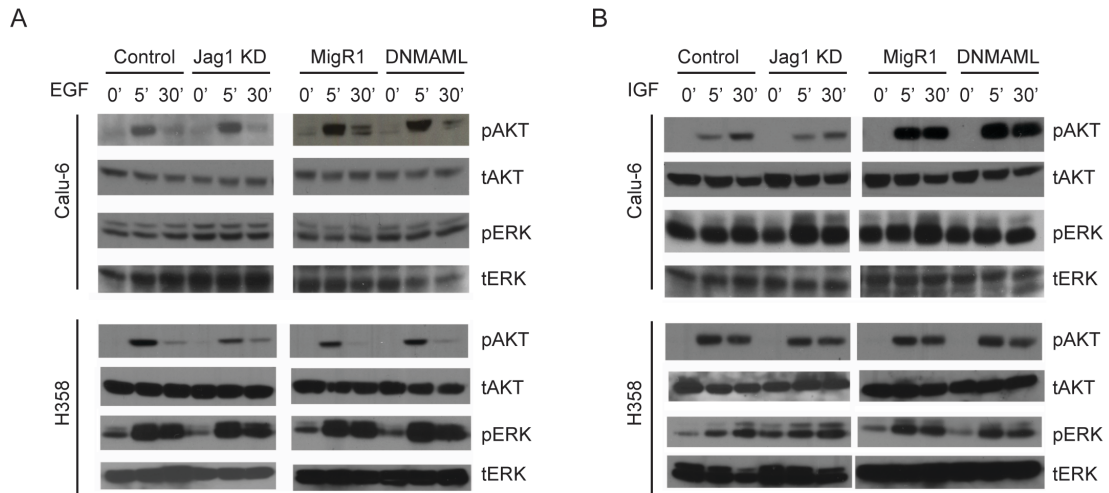 A
Control Jag1 KD MigR1 DNMAML
EGF 0’ 5’ 30’ 0’ 5’ 30’ 0’ 5’ 30’ 0’ 5’ 30’
Calu-6
pAKT
tAKT
pERK
tERK
H358
pAKT
tAKT
pERK
tERK
B
Control Jag1 KD MigR1 DNMAML
IGF 0’ 5’ 30’ 0’ 5’ 30’ 0’ 5’ 30’ 0’ 5’ 30’
Calu-6
pAKT
tAKT
pERK
tERK
H358
pAKT
tAKT
pERK
tERK